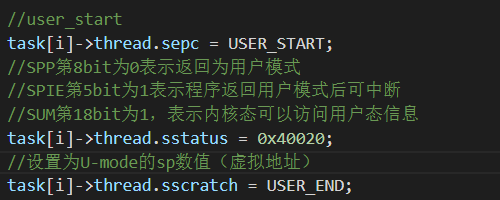 //user_start
task[i]->thread.sepc = USER_START;
//SPP第8bit为0表示返回为用户模式
//SPIE第5bit为1表示程序返回用户模式后可中断
//SUM第18bit为1，表示内核态可以访问用户态信息
task[i]->thread.sstatus = 0x40020;
//设置为U-mode的sp数值（虚拟地址）
task[i]->thread.sscratch = USER_END;